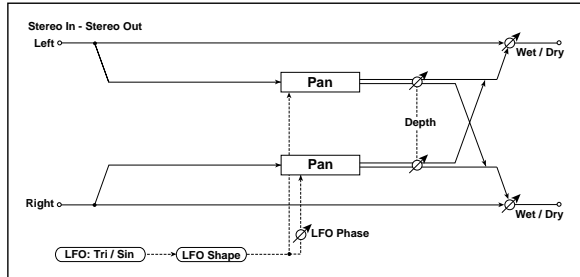 Stereo In - Stereo Out
Left
Wet / Dry
Pan
Depth
Pan
Right
Wet / Dry
LFO Phase
LFO: Tri / Sin
LFO Shape